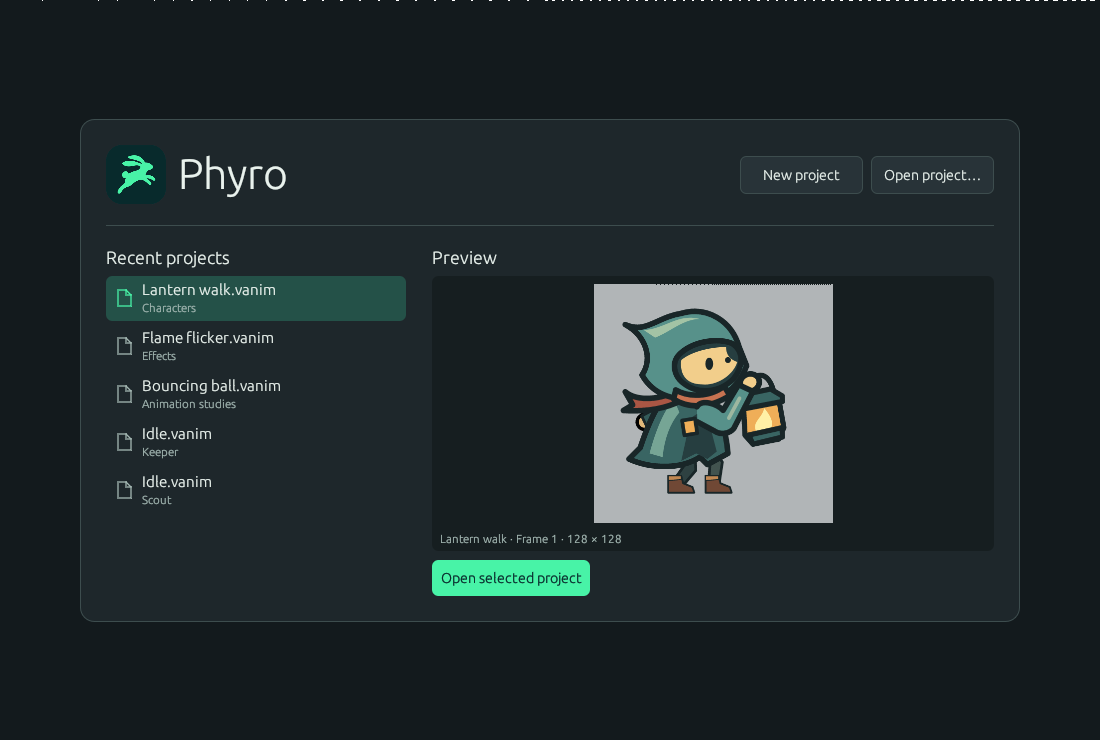 Phyro
New project
Open project...
Recent projects
Preview
Lantern walk.vanim
Characters
Flame flicker.vanim
Effects
Bouncing ball.vanim
Animation studies
Idle.vanim
Keeper
Idle.vanim
Scout
Lantern walk · Frame 1 · 128 × 128
Open selected project